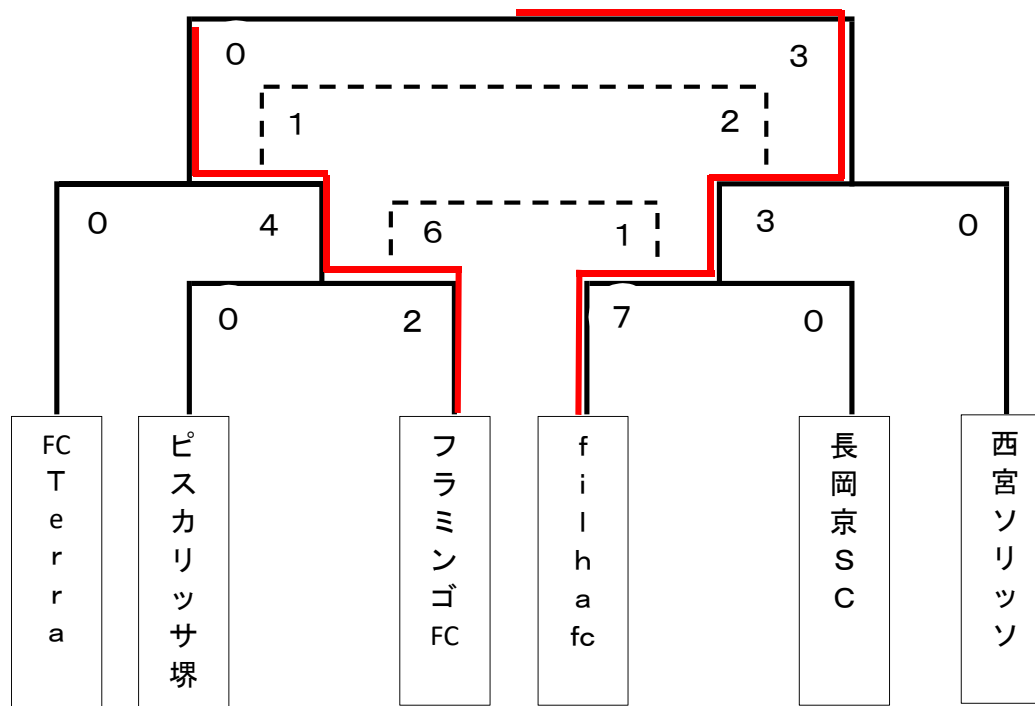 0 3
1 2
0 4 6 1 3 0
0 2 7 0
FC Terra
ピスカリッサ堺
フラミンゴFC
filha fc
長岡京SC
西宮ソリッソ